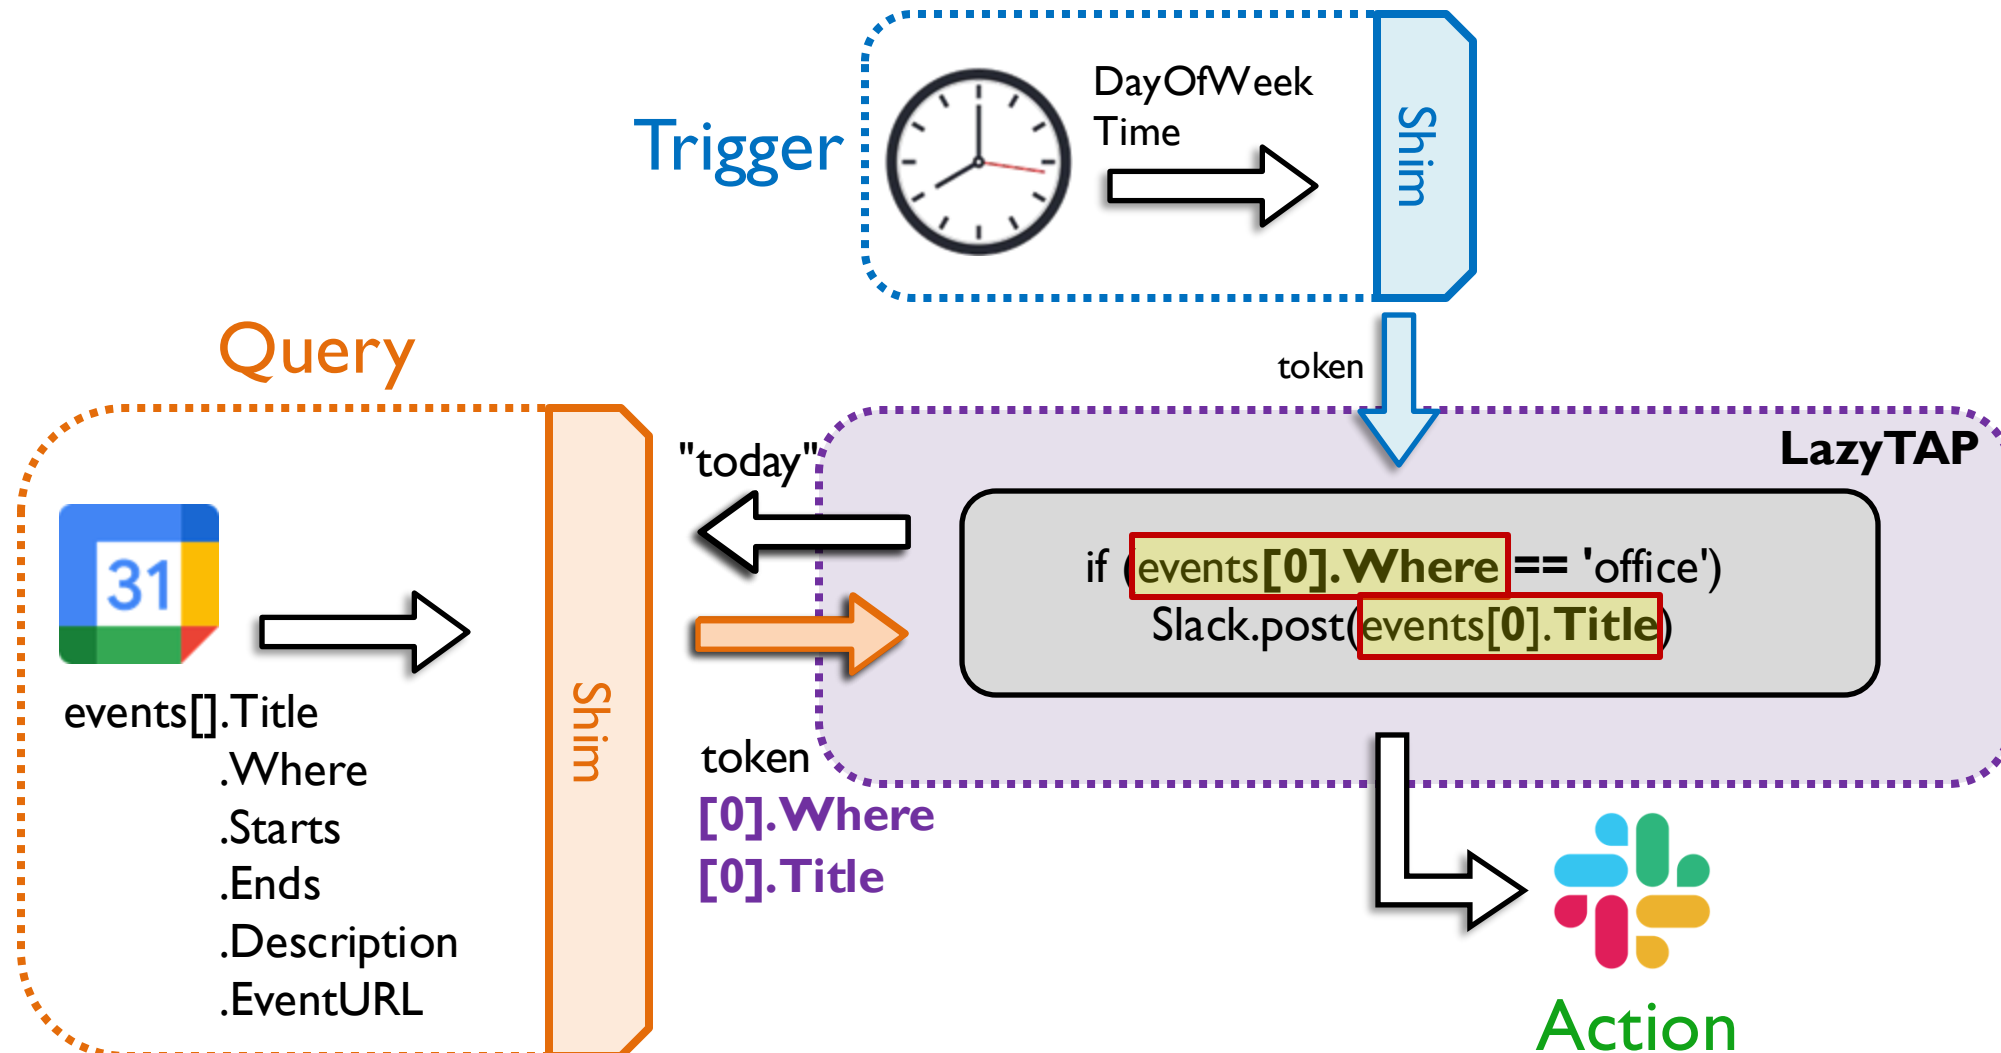 DayOfWeek
Time
Shim
Trigger
token
Query
"today"
LazyTAP
if (events[0].Where == 'office')
Slack.post(events[0].Title)
31
Shim
events[].Title
.Where
.Starts
.Ends
.Description
.EventURL
token
[0].Where
[0].Title
Action